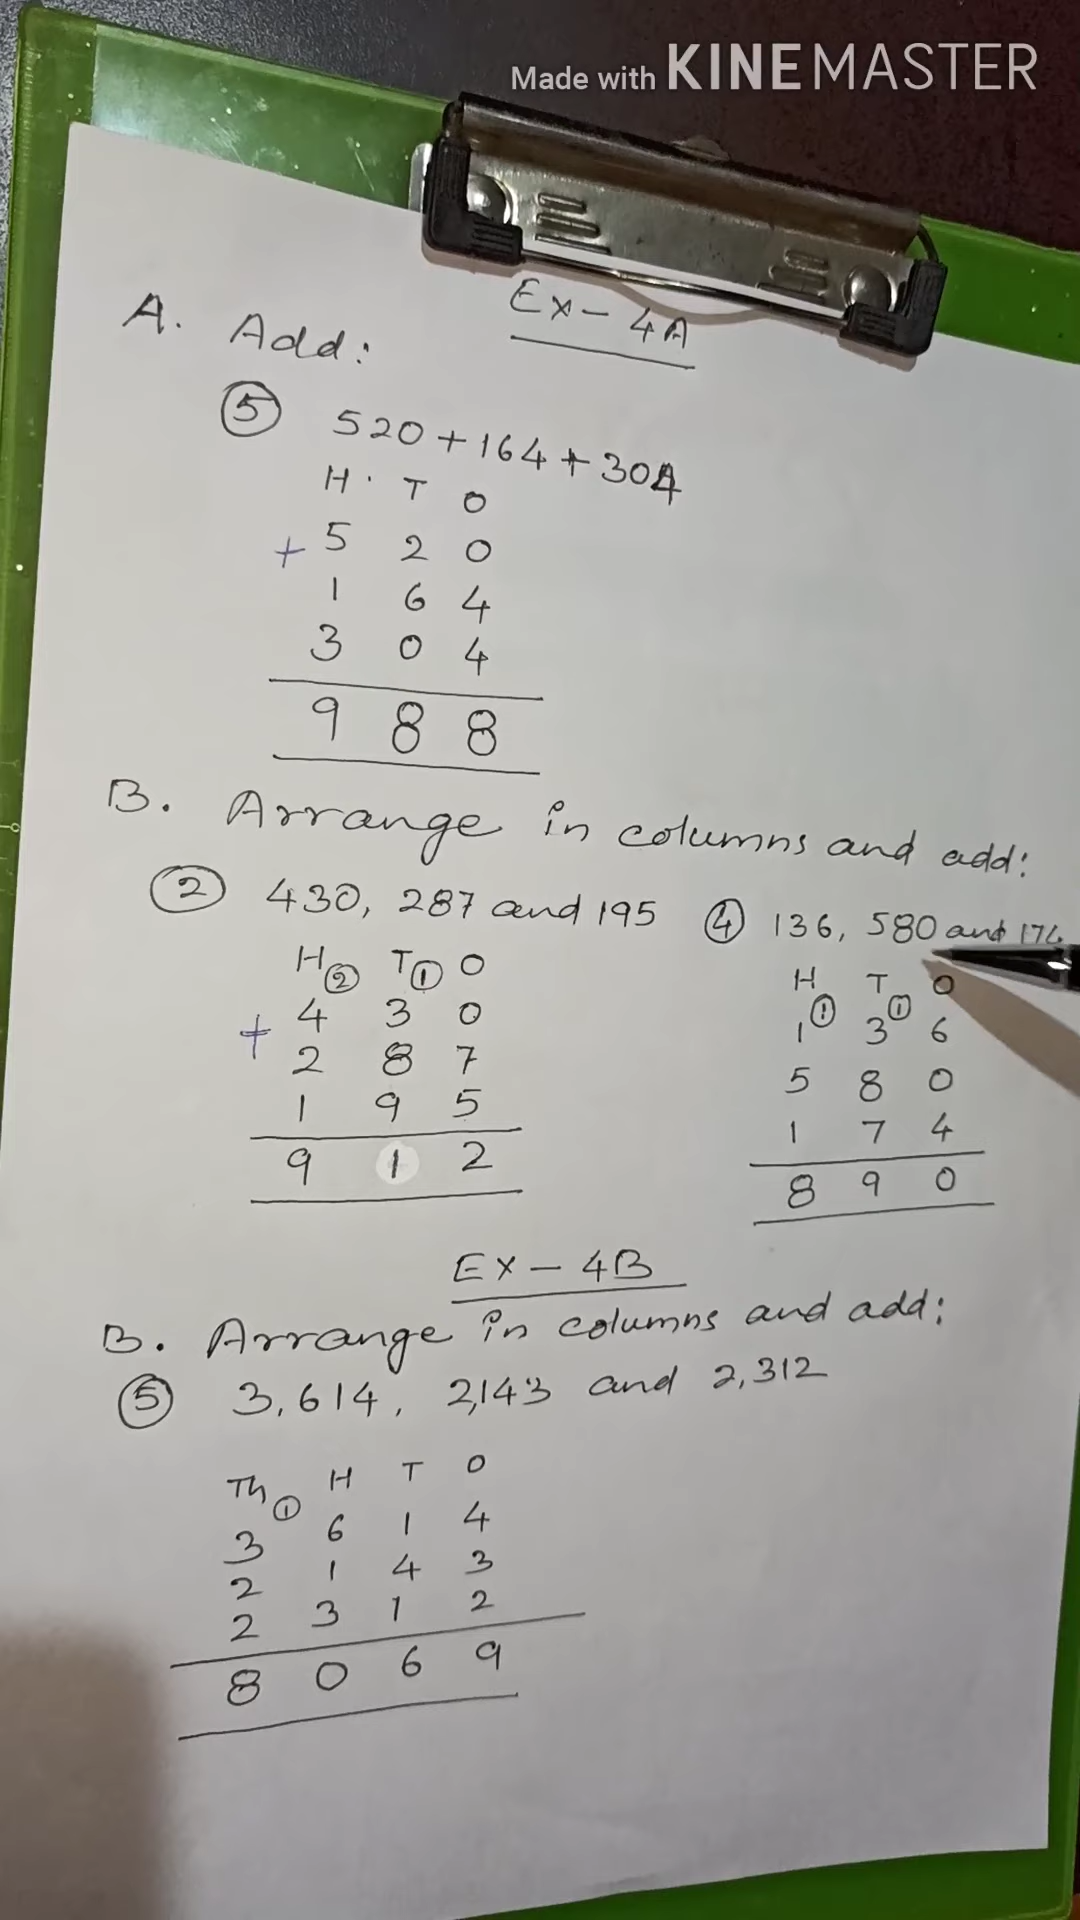 Made with KINEMASTER
Ex - 4A
A. Add:
5 520 + 164 + 304
H. T O
+ 5 2 0
1 6 4
3 0 4
9 8 8
B. Arrange in columns and add:
2 430, 287 and 195
H 2 T 1 O
+ 4 3 0
2 8 7
1 9 5
9 1 2
4 136, 580 and 174
H T O
1 1
1 3 6
5 8 0
1 7 4
8 9 0
Ex - 4B
B. Arrange in columns and add:
5 3,614, 2,143 and 2,312
Th 1 H T O
3 6 1 4
2 1 4 3
2 3 1 2
8 0 6 9